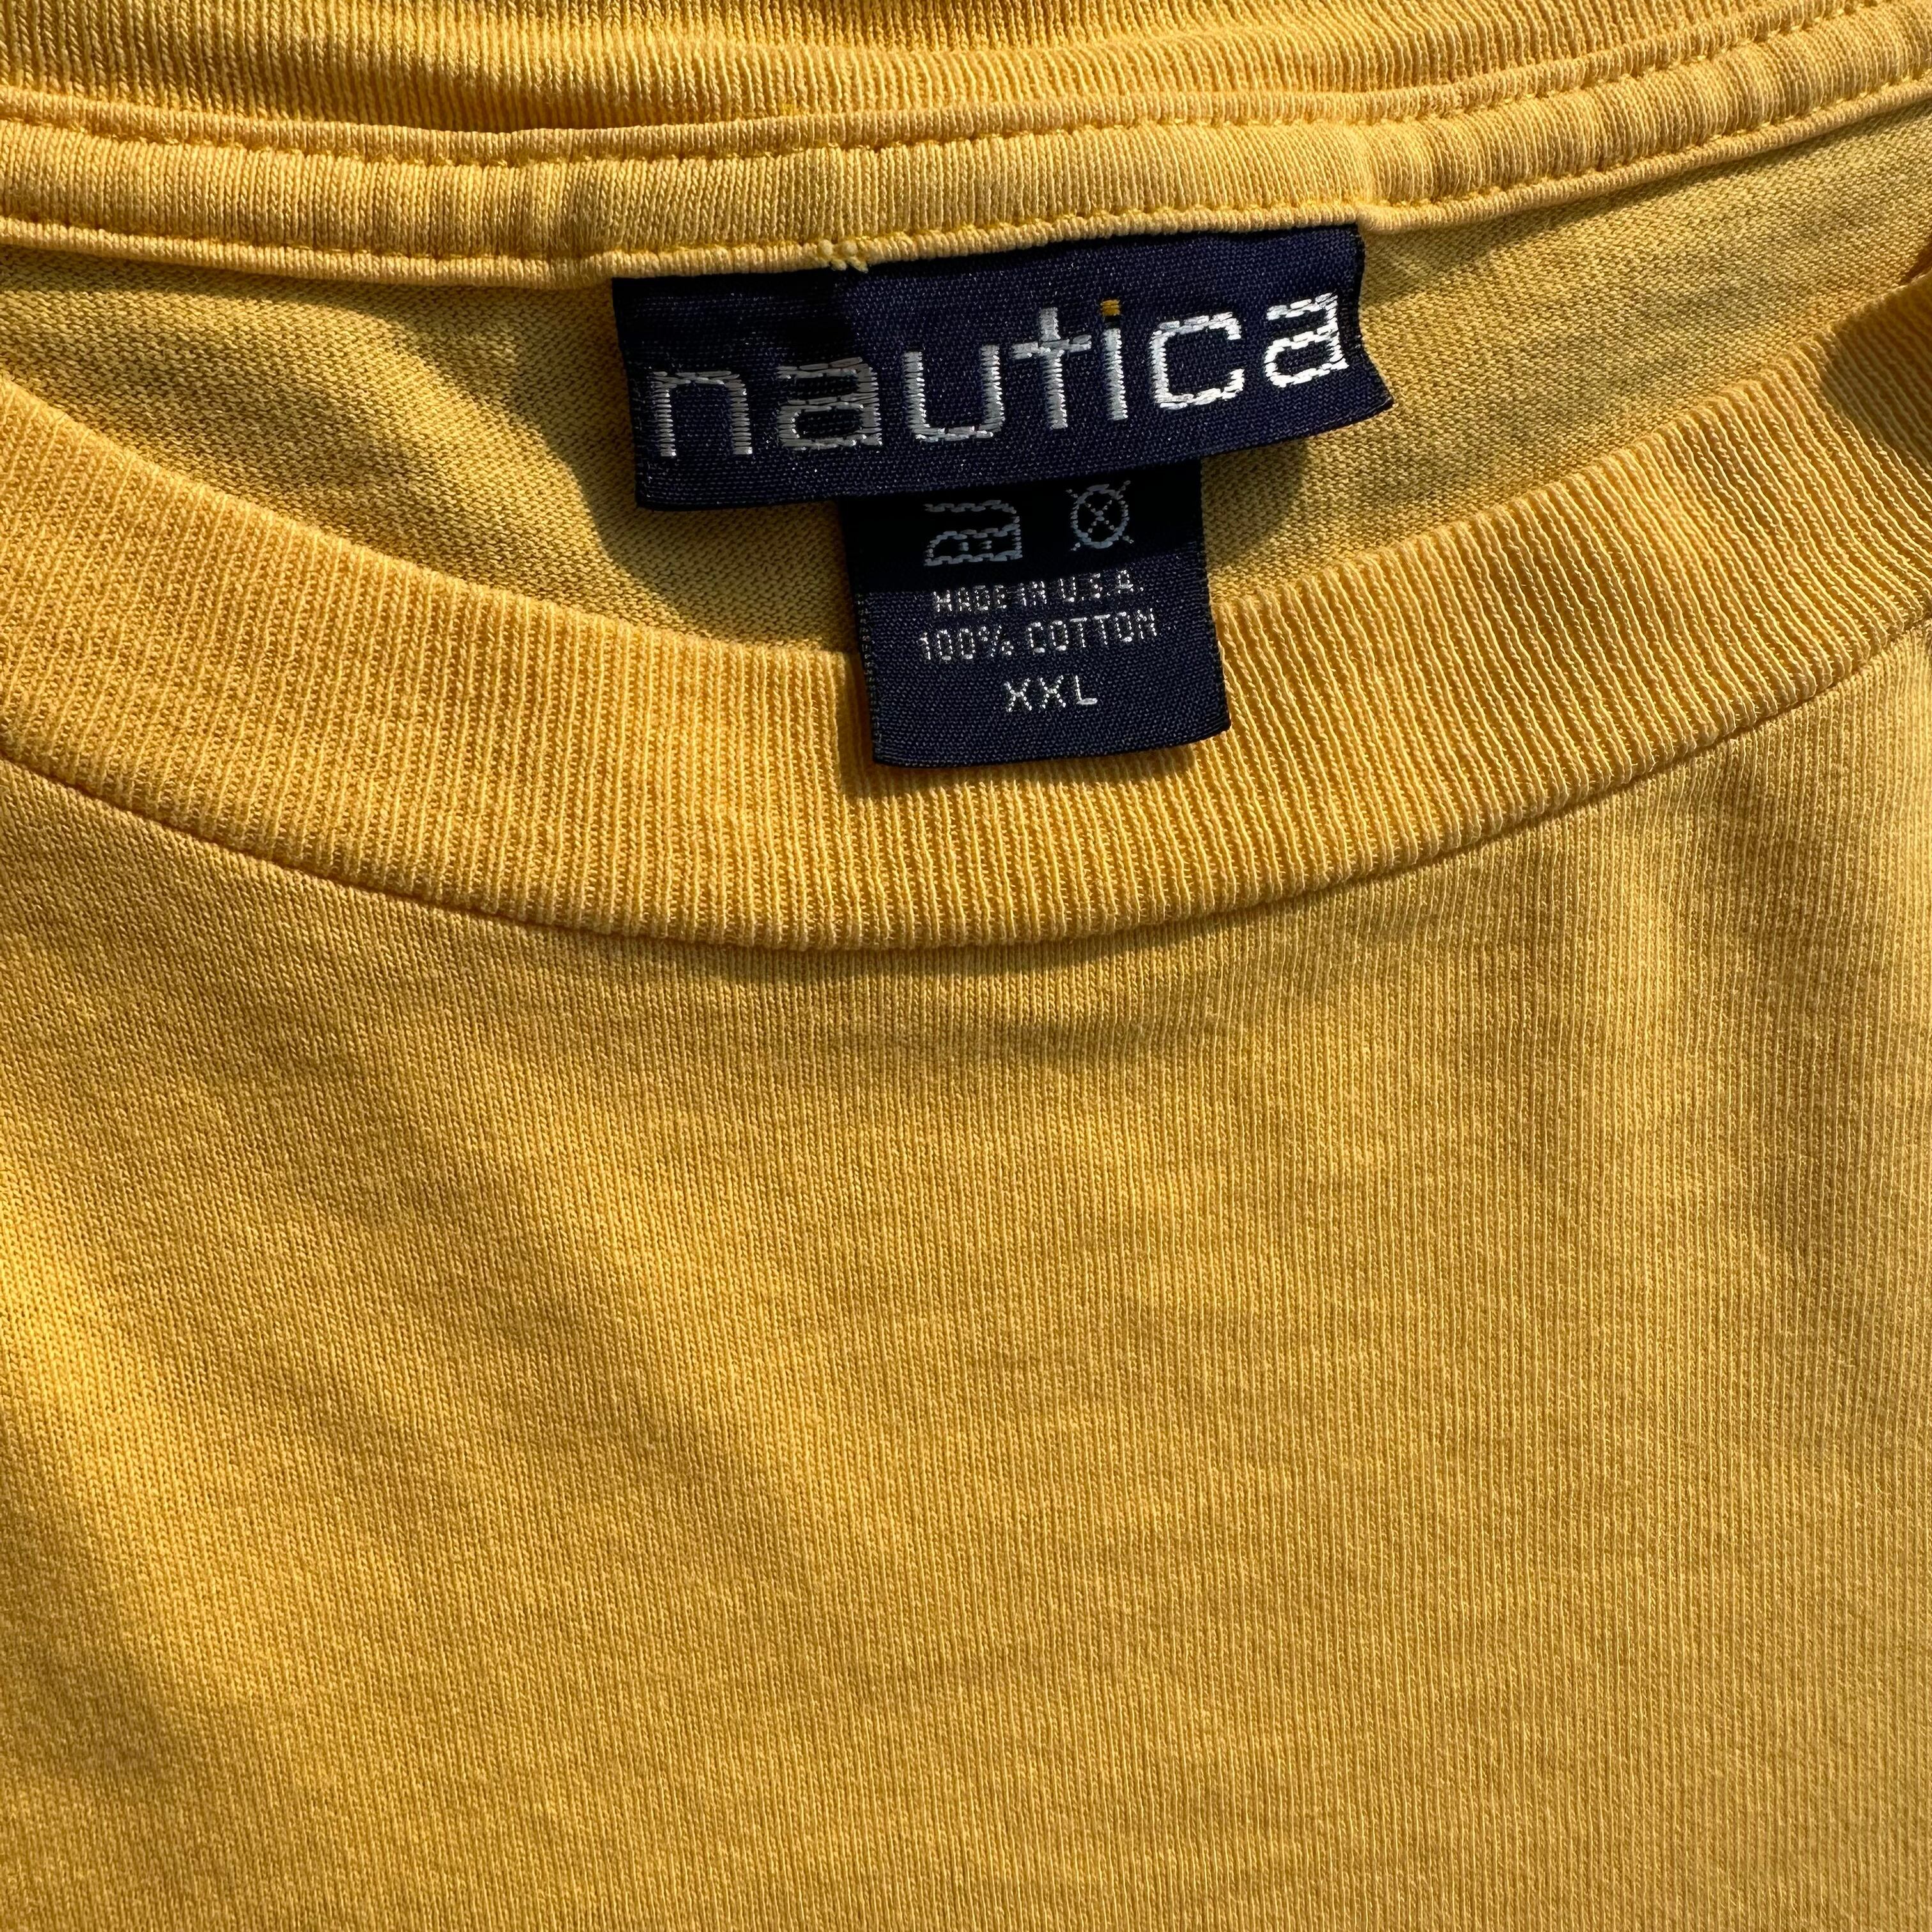 nautica
MADE IN U.S.A.
100% COTTON
XXL